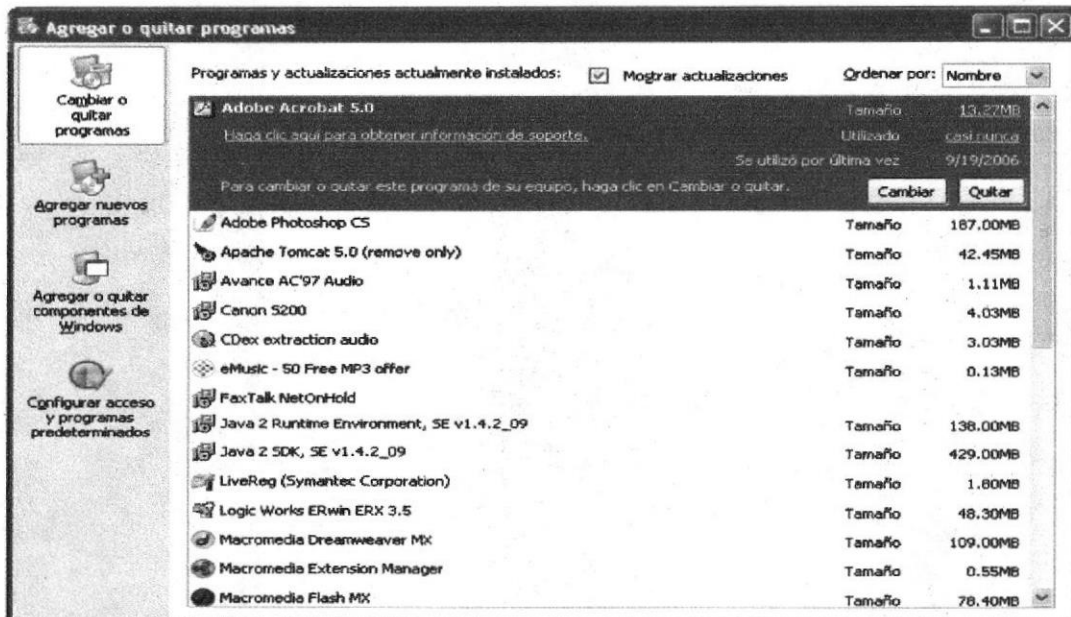 Agregar o quitar programas
Cambiar o
quitar
programas
Agregar nuevos
programas
Agregar o quitar
componentes de
Windows
Configurar acceso
y programas
predeterminados
Programas y actualizaciones actualmente instalados: Mostrar actualizaciones Ordenar por: Nombre
Adobe Acrobat 5.0 Tamaño 13.27MB
Haga clic aquí para obtener información de soporte. Utilizado casi nunca
Se utilizó por última vez 9/19/2006
Para cambiar o quitar este programa de su equipo, haga clic en Cambiar o quitar. Cambiar Quitar
Adobe Photoshop CS Tamaño 187.00MB
Apache Tomcat 5.0 (remove only) Tamaño 42.45MB
Avance AC'97 Audio Tamaño 1.11MB
Canon S200 Tamaño 4.03MB
CDex extraction audio Tamaño 3.03MB
eMusic - 50 Free MP3 offer Tamaño 0.13MB
FaxTalk NetOnHold
Java 2 Runtime Environment, SE v1.4.2_09 Tamaño 138.00MB
Java 2 SDK, SE v1.4.2_09 Tamaño 429.00MB
LiveReg (Symantec Corporation) Tamaño 1.80MB
Logic Works ERwin ERX 3.5 Tamaño 48.30MB
Macromedia Dreamweaver MX Tamaño 109.00MB
Macromedia Extension Manager Tamaño 0.55MB
Macromedia Flash MX Tamaño 78.40MB